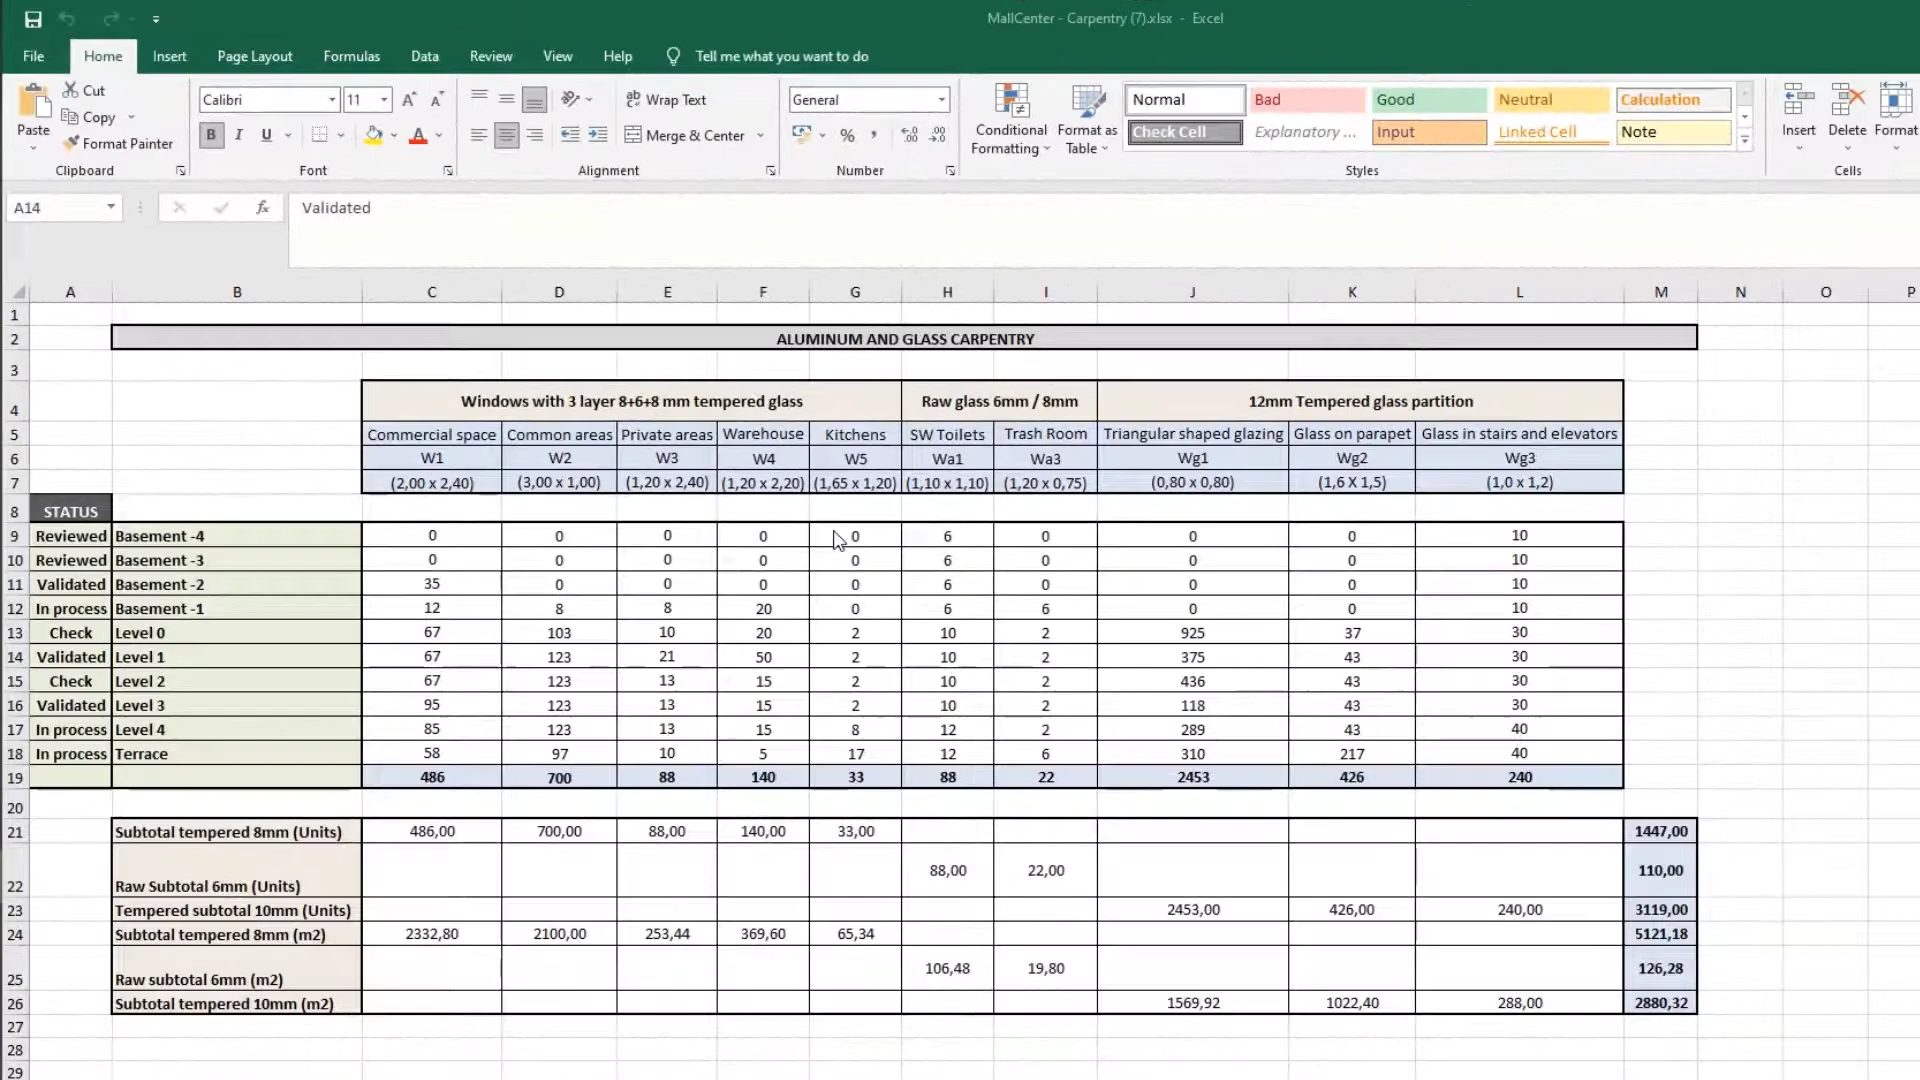 MallCenter - Carpentry (7).xlsx - Excel
File Home Insert Page Layout Formulas Data Review View Help Tell me what you want to do
Paste Cut Copy Format Painter Clipboard
Calibri 11 B I U A Font
Wrap Text Merge & Center Alignment
General % Number
Conditional Formatting Format as Table
Normal Bad Good Neutral Calculation
Check Cell Explanatory ... Input Linked Cell Note
Styles
Insert Delete Format Cells
A14 fx Validated
A B C D E F G H I J K L M N O P
1
2 ALUMINUM AND GLASS CARPENTRY
3
4 Windows with 3 layer 8+6+8 mm tempered glass Raw glass 6mm / 8mm 12mm Tempered glass partition
5 Commercial space Common areas Private areas Warehouse Kitchens SW Toilets Trash Room Triangular shaped glazing Glass on parapet Glass in stairs and elevators
6 W1 W2 W3 W4 W5 Wa1 Wa3 Wg1 Wg2 Wg3
7 (2,00 x 2,40) (3,00 x 1,00) (1,20 x 2,40) (1,20 x 2,20) (1,65 x 1,20) (1,10 x 1,10) (1,20 x 0,75) (0,80 x 0,80) (1,6 X 1,5) (1,0 x 1,2)
8 STATUS
9 Reviewed Basement -4 0 0 0 0 0 6 0 0 0 10
10 Reviewed Basement -3 0 0 0 0 0 6 0 0 0 10
11 Validated Basement -2 35 0 0 0 0 6 0 0 0 10
12 In process Basement -1 12 8 8 20 0 6 6 0 0 10
13 Check Level 0 67 103 10 20 2 10 2 925 37 30
14 Validated Level 1 67 123 21 50 2 10 2 375 43 30
15 Check Level 2 67 123 13 15 2 10 2 436 43 30
16 Validated Level 3 95 123 13 15 2 10 2 118 43 30
17 In process Level 4 85 123 13 15 8 12 2 289 43 40
18 In process Terrace 58 97 10 5 17 12 6 310 217 40
19 486 700 88 140 33 88 22 2453 426 240
20
21 Subtotal tempered 8mm (Units) 486,00 700,00 88,00 140,00 33,00 1447,00
22 Raw Subtotal 6mm (Units) 88,00 22,00 110,00
23 Tempered subtotal 10mm (Units) 2453,00 426,00 240,00 3119,00
24 Subtotal tempered 8mm (m2) 2332,80 2100,00 253,44 369,60 65,34 5121,18
25 Raw subtotal 6mm (m2) 106,48 19,80 126,28
26 Subtotal tempered 10mm (m2) 1569,92 1022,40 288,00 2880,32
27
28
29